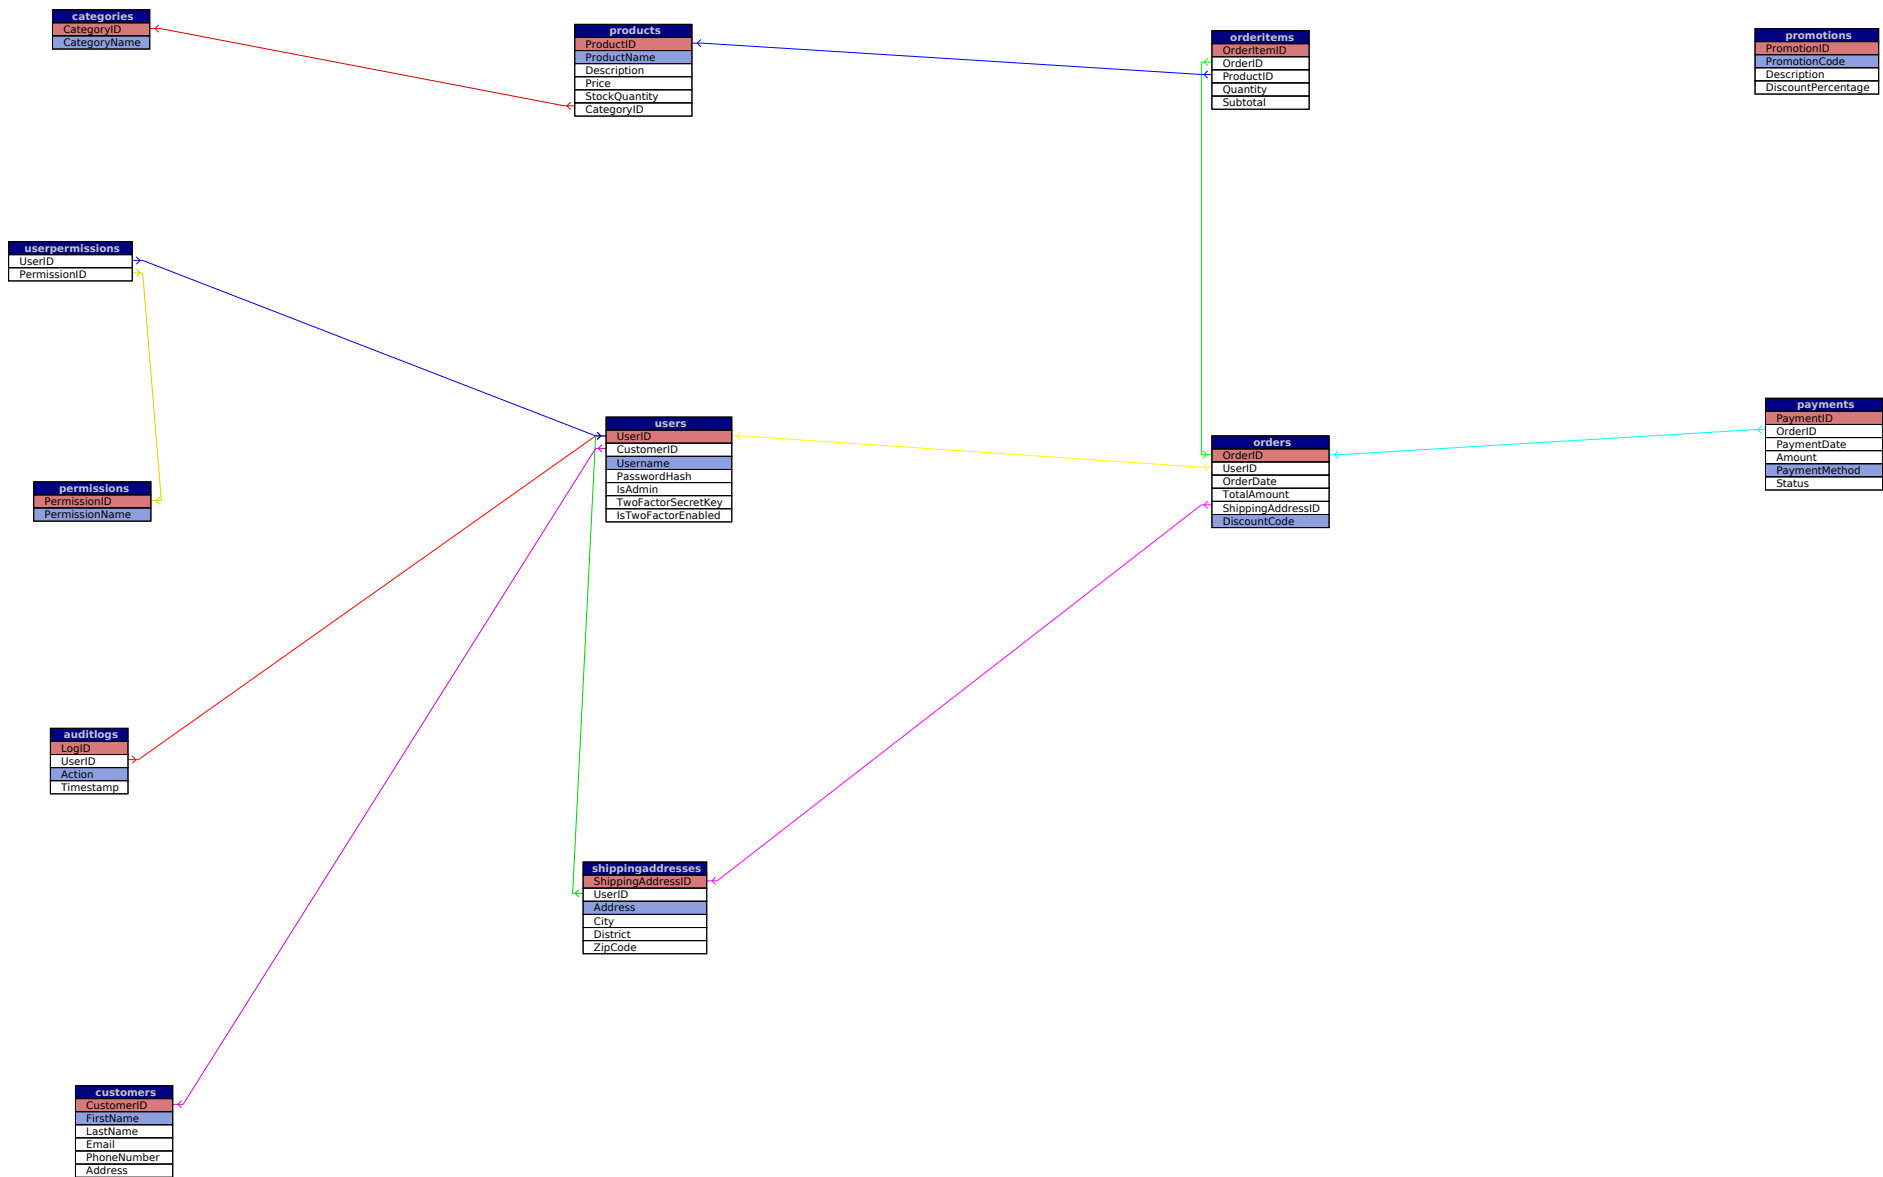 categories
CategoryID
CategoryName
products
ProductID
ProductName
Description
Price
StockQuantity
CategoryID
orderitems
OrderItemID
OrderID
ProductID
Quantity
Subtotal
promotions
PromotionID
PromotionCode
Description
DiscountPercentage
userpermissions
UserID
PermissionID
permissions
PermissionID
PermissionName
users
UserID
CustomerID
Username
PasswordHash
IsAdmin
TwoFactorSecretKey
IsTwoFactorEnabled
orders
OrderID
UserID
OrderDate
TotalAmount
ShippingAddressID
DiscountCode
payments
PaymentID
OrderID
PaymentDate
Amount
PaymentMethod
Status
auditlogs
LogID
UserID
Action
Timestamp
shippingaddresses
ShippingAddressID
UserID
Address
City
District
ZipCode
customers
CustomerID
FirstName
LastName
Email
PhoneNumber
Address